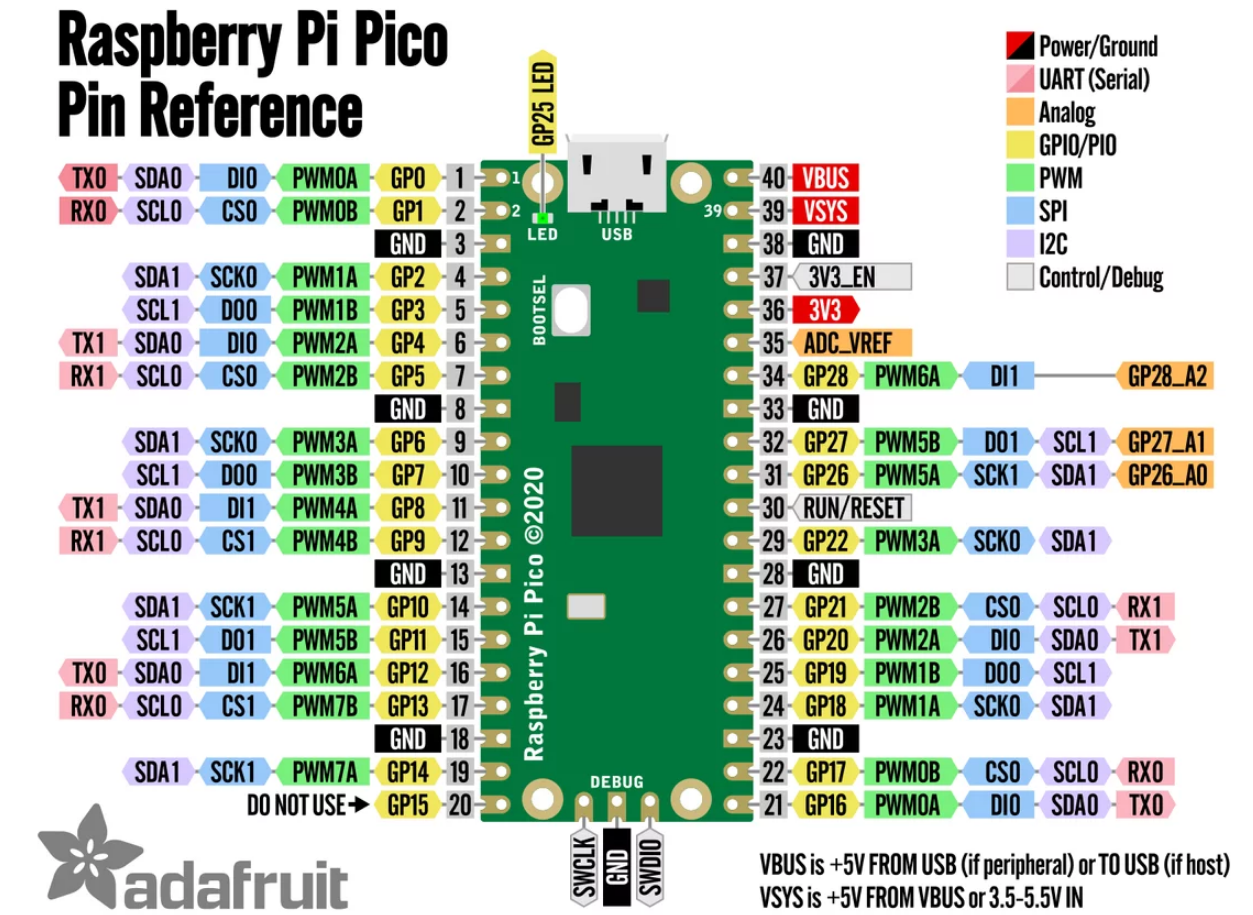 Raspberry Pi Pico
Pin Reference
GP25 LED
Power/Ground
UART (Serial)
Analog
GPIO/PIO
PWM
SPI
I2C
Control/Debug
TX0 SDA0 DI0 PWM0A GP0 1
RX0 SCL0 CS0 PWM0B GP1 2
GND 3
SDA1 SCK0 PWM1A GP2 4
SCL1 DO0 PWM1B GP3 5
TX1 SDA0 DI0 PWM2A GP4 6
RX1 SCL0 CS0 PWM2B GP5 7
GND 8
SDA1 SCK0 PWM3A GP6 9
SCL1 DO0 PWM3B GP7 10
TX1 SDA0 DI1 PWM4A GP8 11
RX1 SCL0 CS1 PWM4B GP9 12
GND 13
SDA1 SCK1 PWM5A GP10 14
SCL1 DO1 PWM5B GP11 15
TX0 SDA0 DI1 PWM6A GP12 16
RX0 SCL0 CS1 PWM7B GP13 17
GND 18
SDA1 SCK1 PWM7A GP14 19
DO NOT USE→ GP15 20
1
2
39
LED
USB
BOOTSEL
Raspberry Pi Pico ©2020
DEBUG
SWCLK
GND
SWDIO
40 VBUS
39 VSYS
38 GND
37 3V3_EN
36 3V3
35 ADC_VREF
34 GP28 PWM6A DI1 GP28_A2
33 GND
32 GP27 PWM5B DO1 SCL1 GP27_A1
31 GP26 PWM5A SCK1 SDA1 GP26_A0
30 RUN/RESET
29 GP22 PWM3A SCK0 SDA1
28 GND
27 GP21 PWM2B CS0 SCL0 RX1
26 GP20 PWM2A DI0 SDA0 TX1
25 GP19 PWM1B DO0 SCL1
24 GP18 PWM1A SCK0 SDA1
23 GND
22 GP17 PWM0B CS0 SCL0 RX0
21 GP16 PWM0A DI0 SDA0 TX0
adafruit
VBUS is +5V FROM USB (if peripheral) or TO USB (if host)
VSYS is +5V FROM VBUS or 3.5-5.5V IN